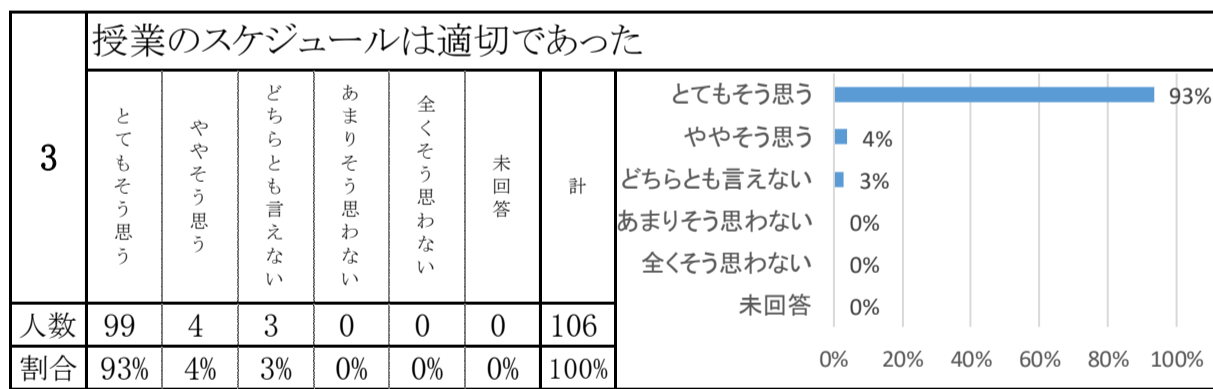 3
授業のスケジュールは適切であった
とてもそう思う
ややそう思う
どちらとも言えない
あまりそう思わない
全くそう思わない
未回答
計
人数 99 4 3 0 0 0 106
割合 93% 4% 3% 0% 0% 0% 100%
とてもそう思う 93%
ややそう思う 4%
どちらとも言えない 3%
あまりそう思わない 0%
全くそう思わない 0%
未回答 0%
0% 20% 40% 60% 80% 100%